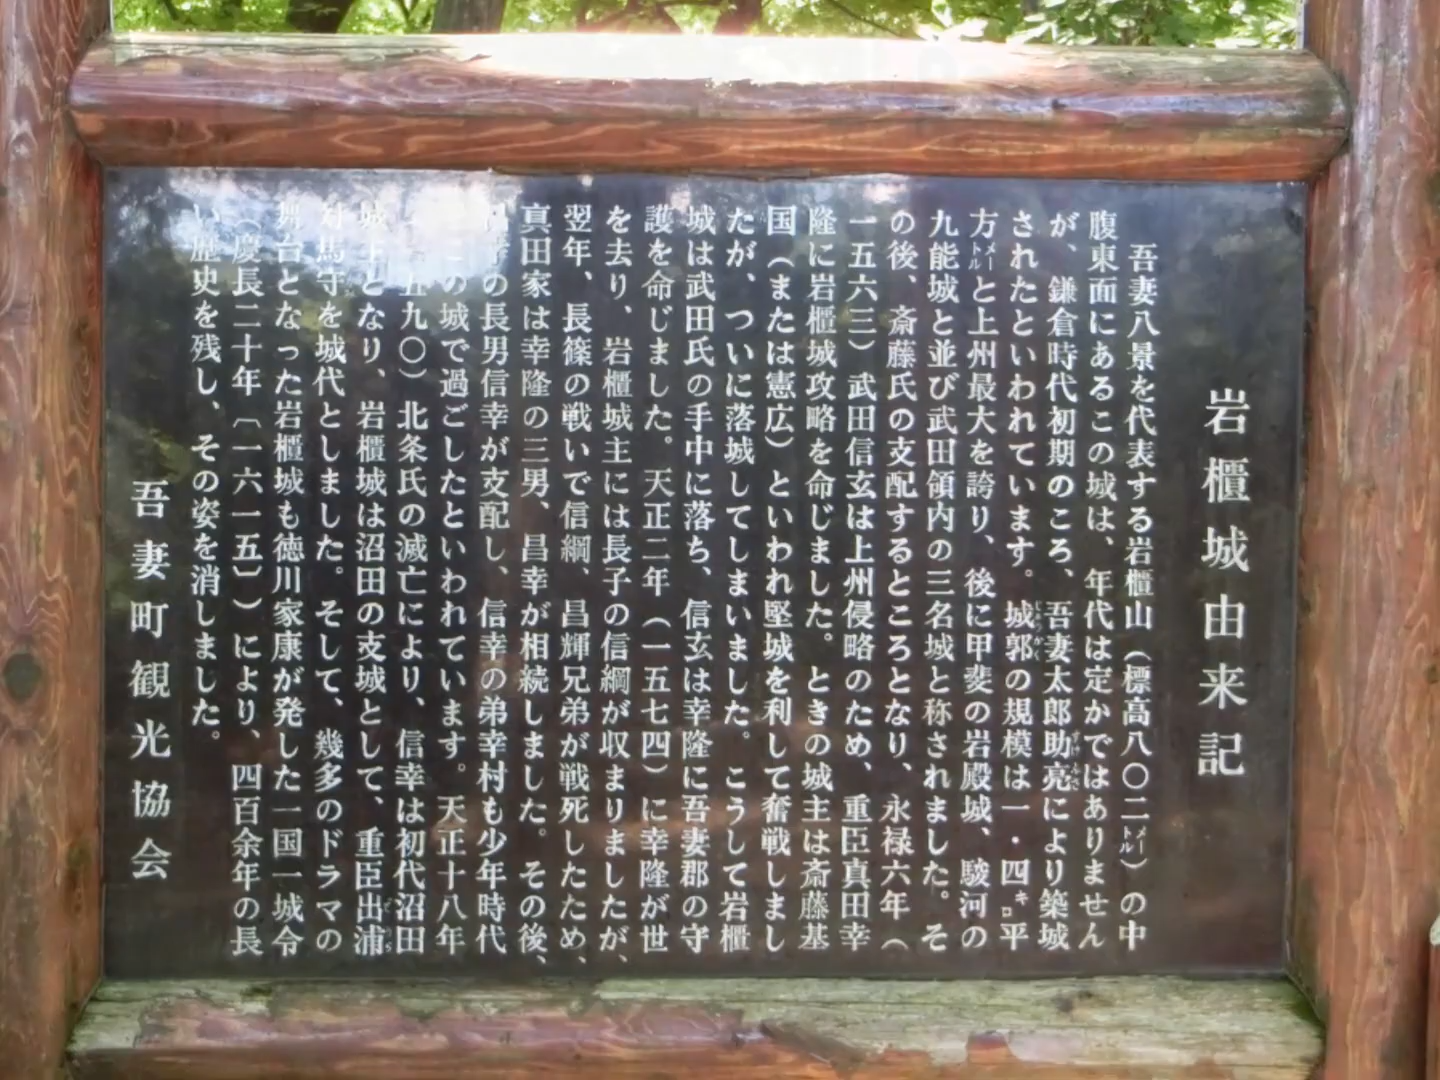 岩櫃城由来記
吾妻八景を代表する岩櫃山（標高八〇二メートル）の中
腹東面にあるこの城は、年代は定かではありません
が、鎌倉時代初期のころ、吾妻太郎助亮により築城
されたといわれています。城郭の規模は一・四キロ平
方メートルと上州最大を誇り、後に甲斐の岩殿城、駿河の
九能城と並び武田領内の三名城と称されました。そ
の後、斎藤氏の支配するところとなり、永禄六年（
一五六三）武田信玄は上州侵略のため、重臣真田幸
隆に岩櫃城攻略を命じました。ときの城主は斎藤基
国（または憲広）といわれ堅城を利して奮戦しまし
たが、ついに落城してしまいました。こうして岩櫃
城は武田氏の手中に落ち、信玄は幸隆に吾妻郡の守
護を命じました。天正二年（一五七四）に幸隆が世
を去り、岩櫃城主には長子の信綱が収まりましたが、
翌年、長篠の戦いで信綱、昌輝兄弟が戦死したため、
真田家は幸隆の三男、昌幸が相続しました。その後、
の長男信幸が支配し、信幸の弟幸村も少年時代
の城で過ごしたといわれています。天正十八年
五九〇）北条氏の滅亡により、信幸は初代沼田
城主となり、岩櫃城は沼田の支城として、重臣出浦
対馬守を城代としました。そして、幾多のドラマの
舞台となった岩櫃城も徳川家康が発した一国一城令
（慶長二十年〔一六一五〕）により、四百余年の長
い歴史を残し、その姿を消しました。
吾妻町観光協会